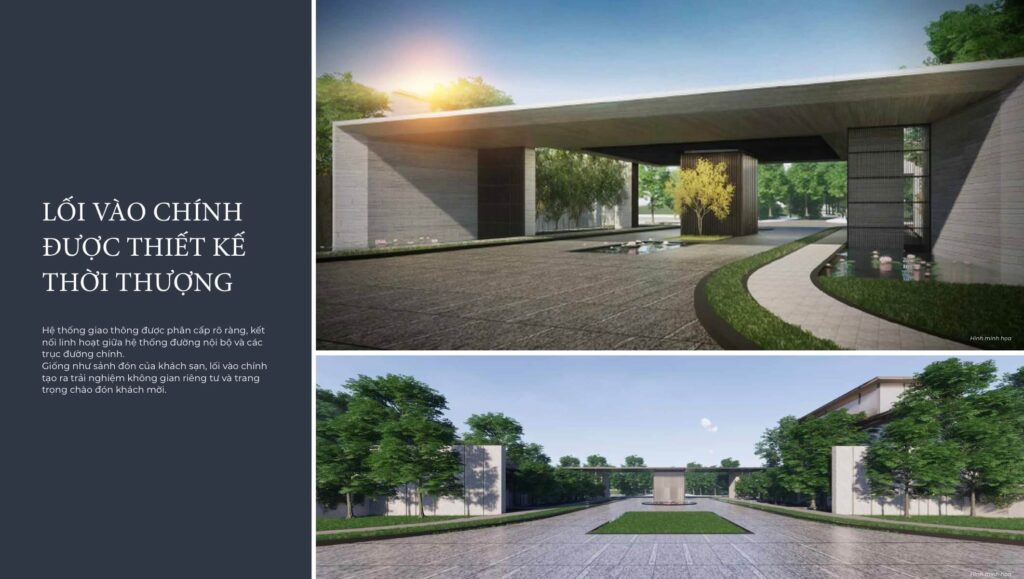 LỐI VÀO CHÍNH
ĐƯỢC THIẾT KẾ
THỜI THƯỢNG
Hệ thống giao thông được phân cấp rõ ràng, kết
nối linh hoạt giữa hệ thống đường nội bộ và các
trục đường chính.
Giống như sảnh đón của khách sạn, lối vào chính
tạo ra trải nghiệm không gian riêng tư và trang
trọng chào đón khách mời.
Hình minh họa
Hình minh họa